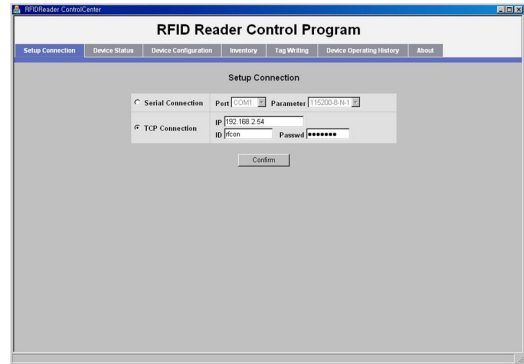 RFIDReader ControlCenter
RFID Reader Control Program
Setup Connection Device Status Device Configuration Inventory Tag Writing Device Operating History About
Setup Connection
Serial Connection Port COM1 Parameter 115200-8-N-1
TCP Connection IP 192.168.2.54
ID rfcon Passwd •••••••
Confirm